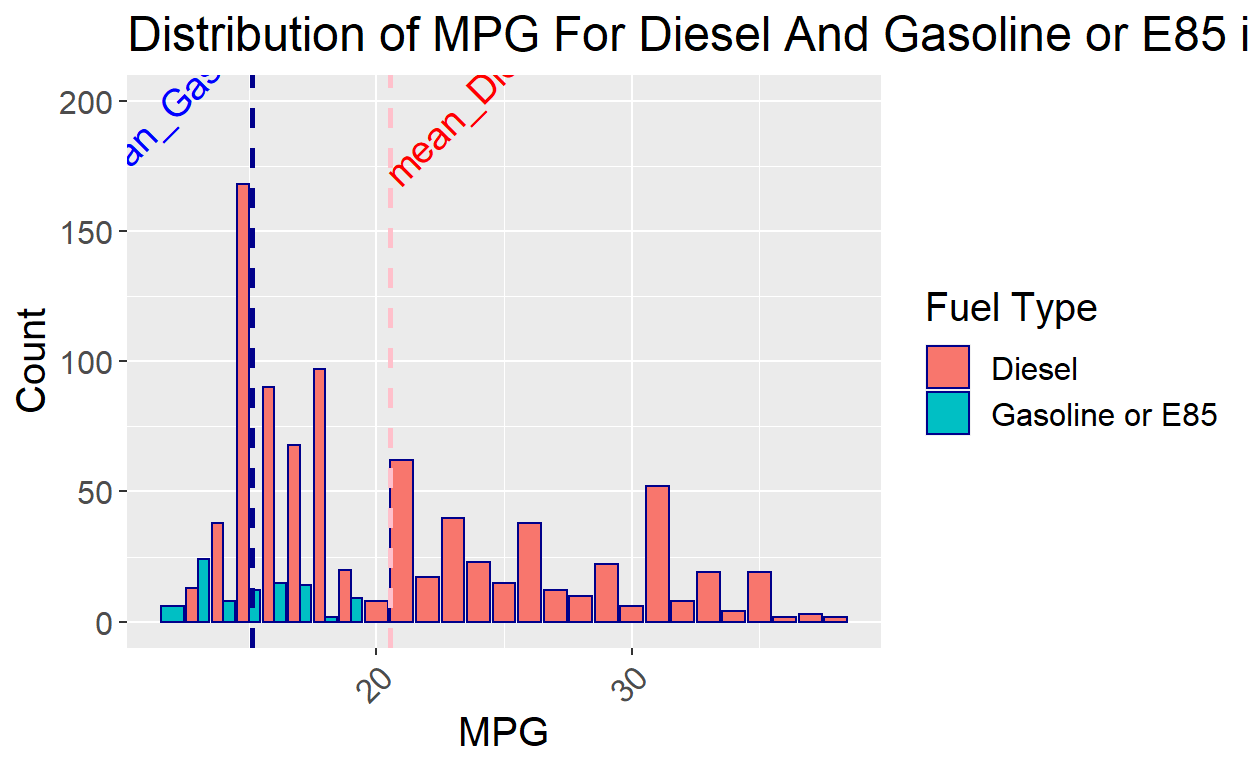 Distribution of MPG For Diesel And Gasoline or E85 i
an_Gas
mean_Die
200
150
100
50
0
Count
20
30
MPG
Fuel Type
Diesel
Gasoline or E85